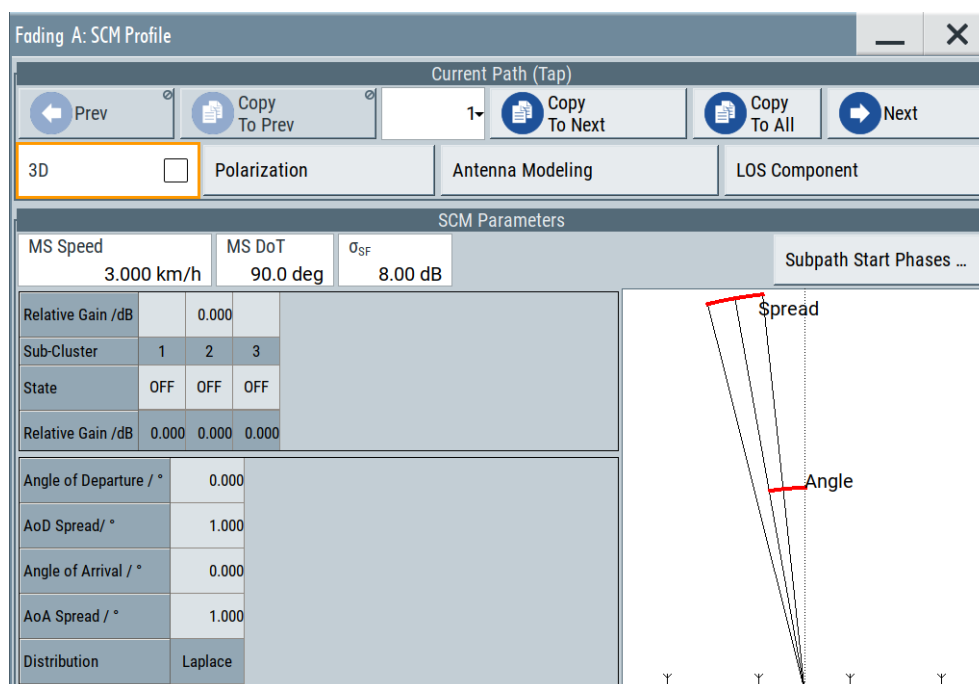 Fading A: SCM Profile
Current Path (Tap)
Prev
Copy
To Prev
1
Copy
To Next
Copy
To All
Next
3D
Polarization
Antenna Modeling
LOS Component
SCM Parameters
MS Speed
3.000 km/h
MS DoT
90.0 deg
σSF
8.00 dB
Subpath Start Phases ...
Relative Gain /dB 0.000
Sub-Cluster 1 2 3
State OFF OFF OFF
Relative Gain /dB 0.000 0.000 0.000
Angle of Departure / ° 0.000
AoD Spread/ ° 1.000
Angle of Arrival / ° 0.000
AoA Spread / ° 1.000
Distribution Laplace
Spread
Angle